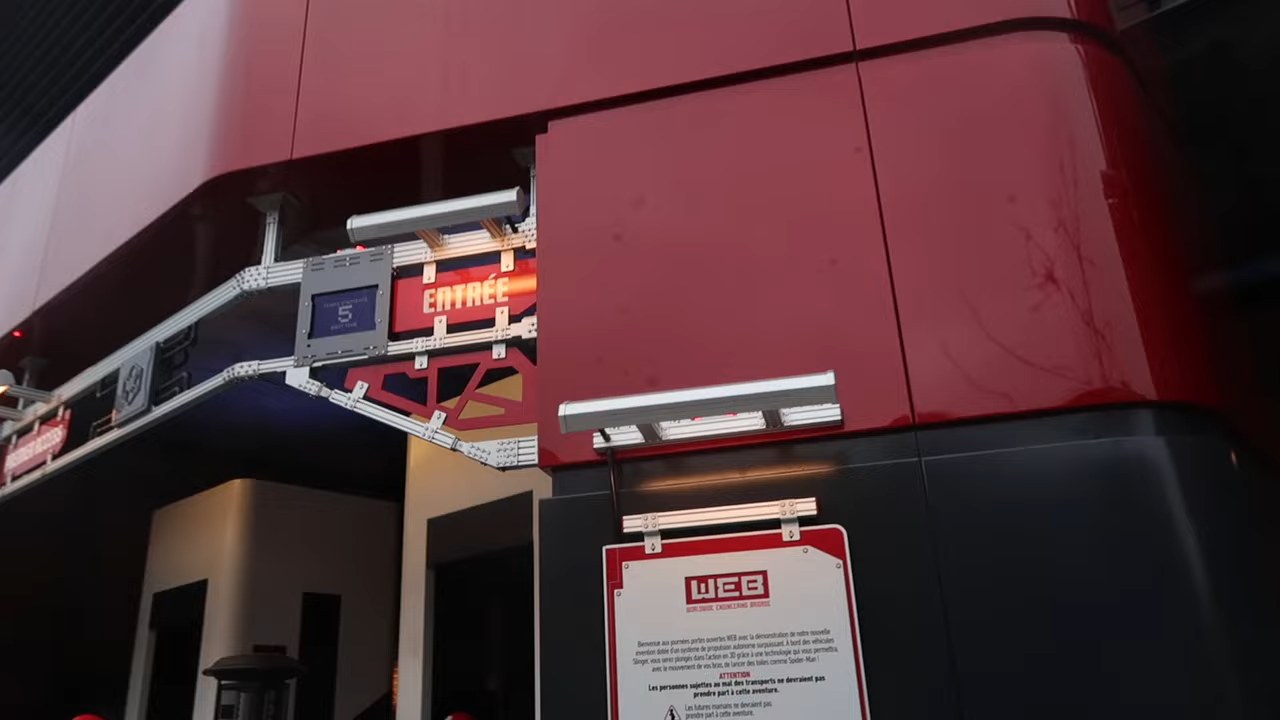 ENTRÉE
5
PREMIER ACCESS
WEB
WORLDWIDE ENGINEERING BRIGADE
Bienvenue aux journées portes ouvertes WEB avec la démonstration de notre nouvelle
invention dotée d'un système de propulsion autonome surpuissant. À bord des véhicules
Slinger, vous serez plongés dans l'action en 3D grâce à une technologie qui vous permettra,
avec le mouvement de vos bras, de lancer des toiles comme Spider-Man !
ATTENTION
Les personnes sujettes au mal des transports ne devraient pas
prendre part à cette aventure.
Les futures mamans ne devraient pas
prendre part à cette aventure.